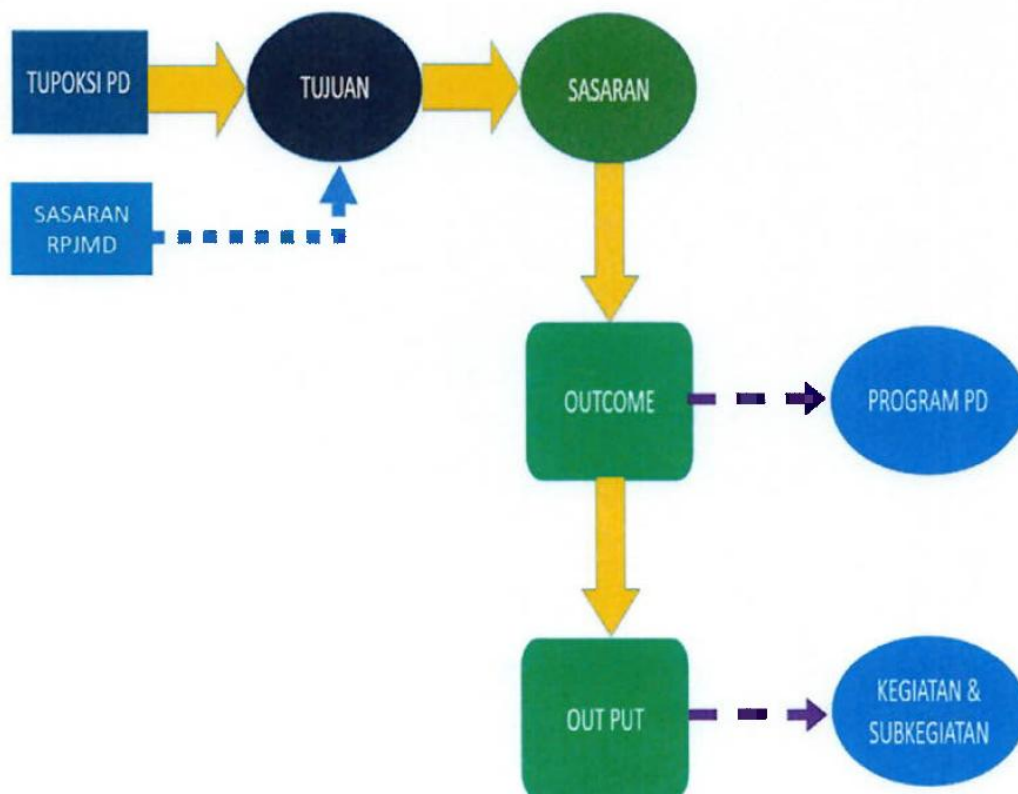 TUPOKSI PD
TUJUAN
SASARAN
SASARAN
RPJMD
OUTCOME
PROGRAM PD
OUT PUT
KEGIATAN &
SUBKEGIATAN